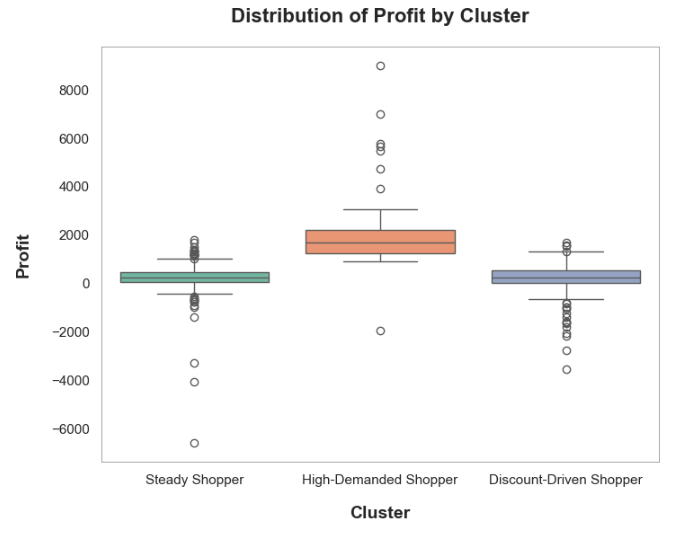 Distribution of Profit by Cluster
Profit
8000
6000
4000
2000
0
−2000
−4000
−6000
Steady Shopper
High-Demanded Shopper
Discount-Driven Shopper
Cluster